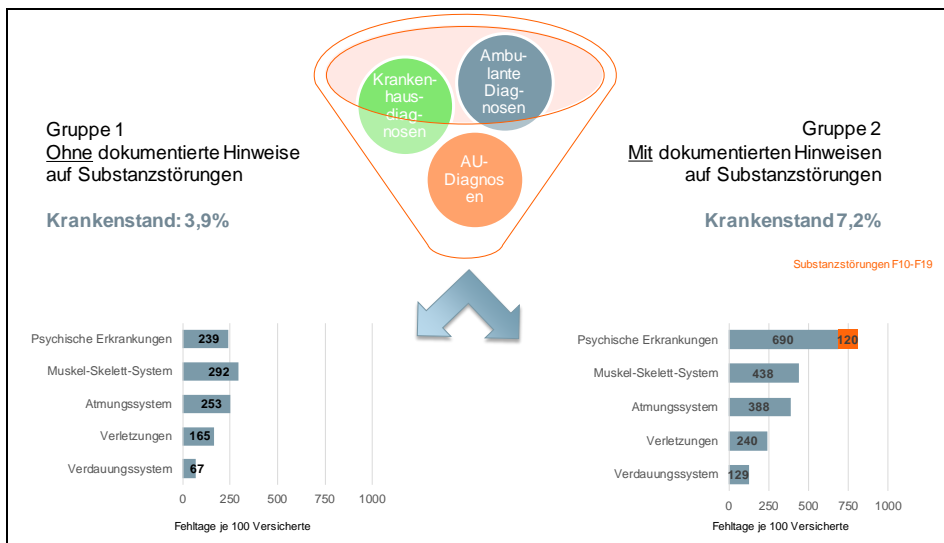 Kranken-
haus-
diag-
nosen
Ambu-
lante
Diag-
nosen
AU-
Diagnos
en
Gruppe 1
Ohne dokumentierte Hinweise
auf Substanzstörungen
Krankenstand: 3,9%
Gruppe 2
Mit dokumentierten Hinweisen
auf Substanzstörungen
Krankenstand 7,2%
Substanzstörungen F10-F19
Psychische Erkrankungen 239
Muskel-Skelett-System 292
Atmungssystem 253
Verletzungen 165
Verdauungssystem 67
0 250 500 750 1000
Fehltage je 100 Versicherte
Psychische Erkrankungen 690 120
Muskel-Skelett-System 438
Atmungssystem 388
Verletzungen 240
Verdauungssystem 129
0 250 500 750 1000
Fehltage je 100 Versicherte